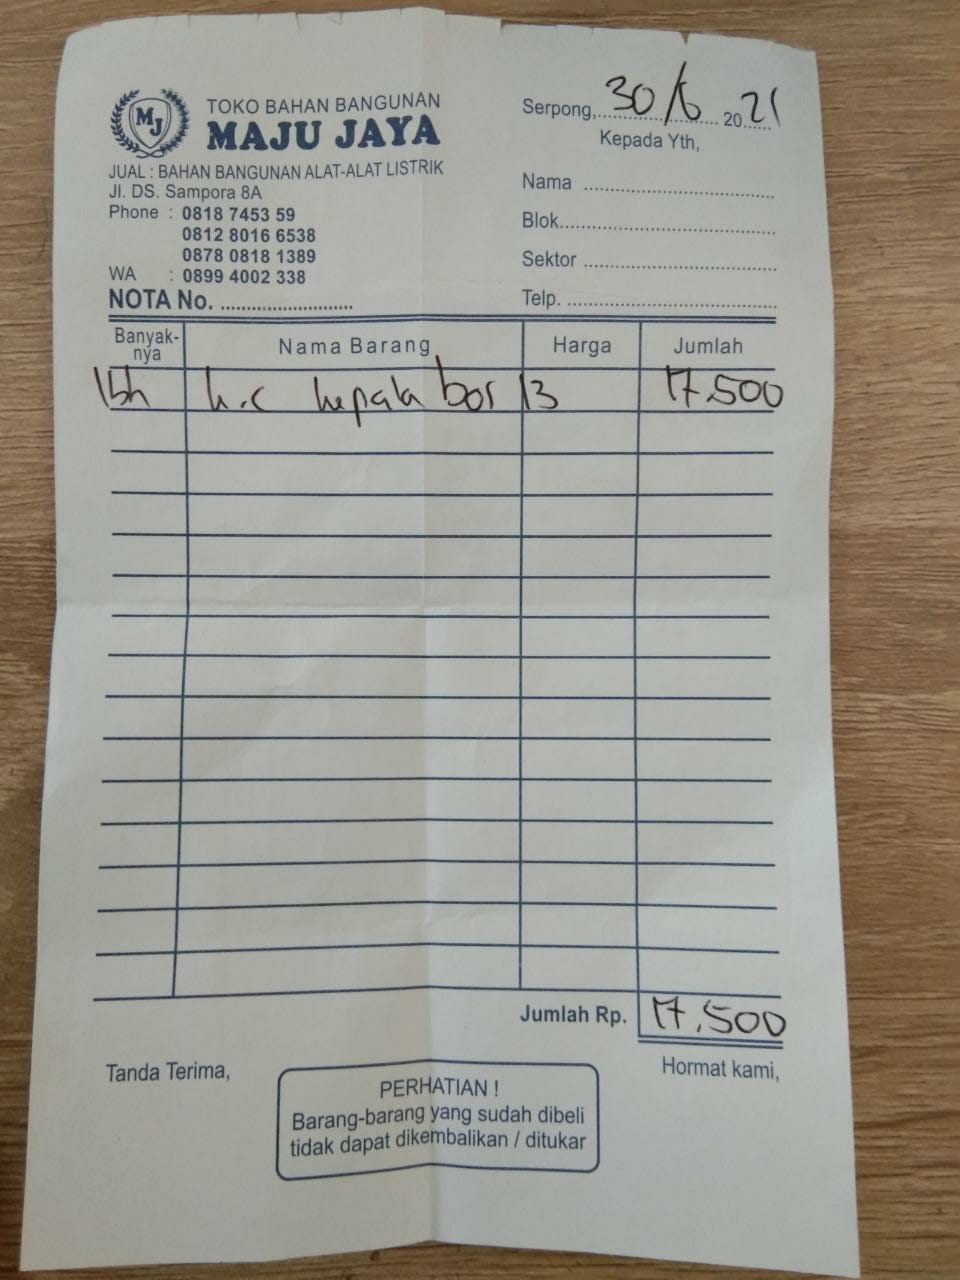 MJ
TOKO BAHAN BANGUNAN
MAJU JAYA
JUAL : BAHAN BANGUNAN ALAT-ALAT LISTRIK
Jl. DS. Sampora 8A
Phone : 0818 7453 59
0812 8016 6538
0878 0818 1389
WA : 0899 4002 338
NOTA No. ........................
Serpong, 30/6 2021
Kepada Yth,
Nama ........................
Blok........................
Sektor ........................
Telp. ........................
Banyak-nya Nama Barang Harga Jumlah
1bh k.c kepala bor 13 17.500
Jumlah Rp. 17.500
Tanda Terima,
Hormat kami,
PERHATIAN !
Barang-barang yang sudah dibeli
tidak dapat dikembalikan / ditukar